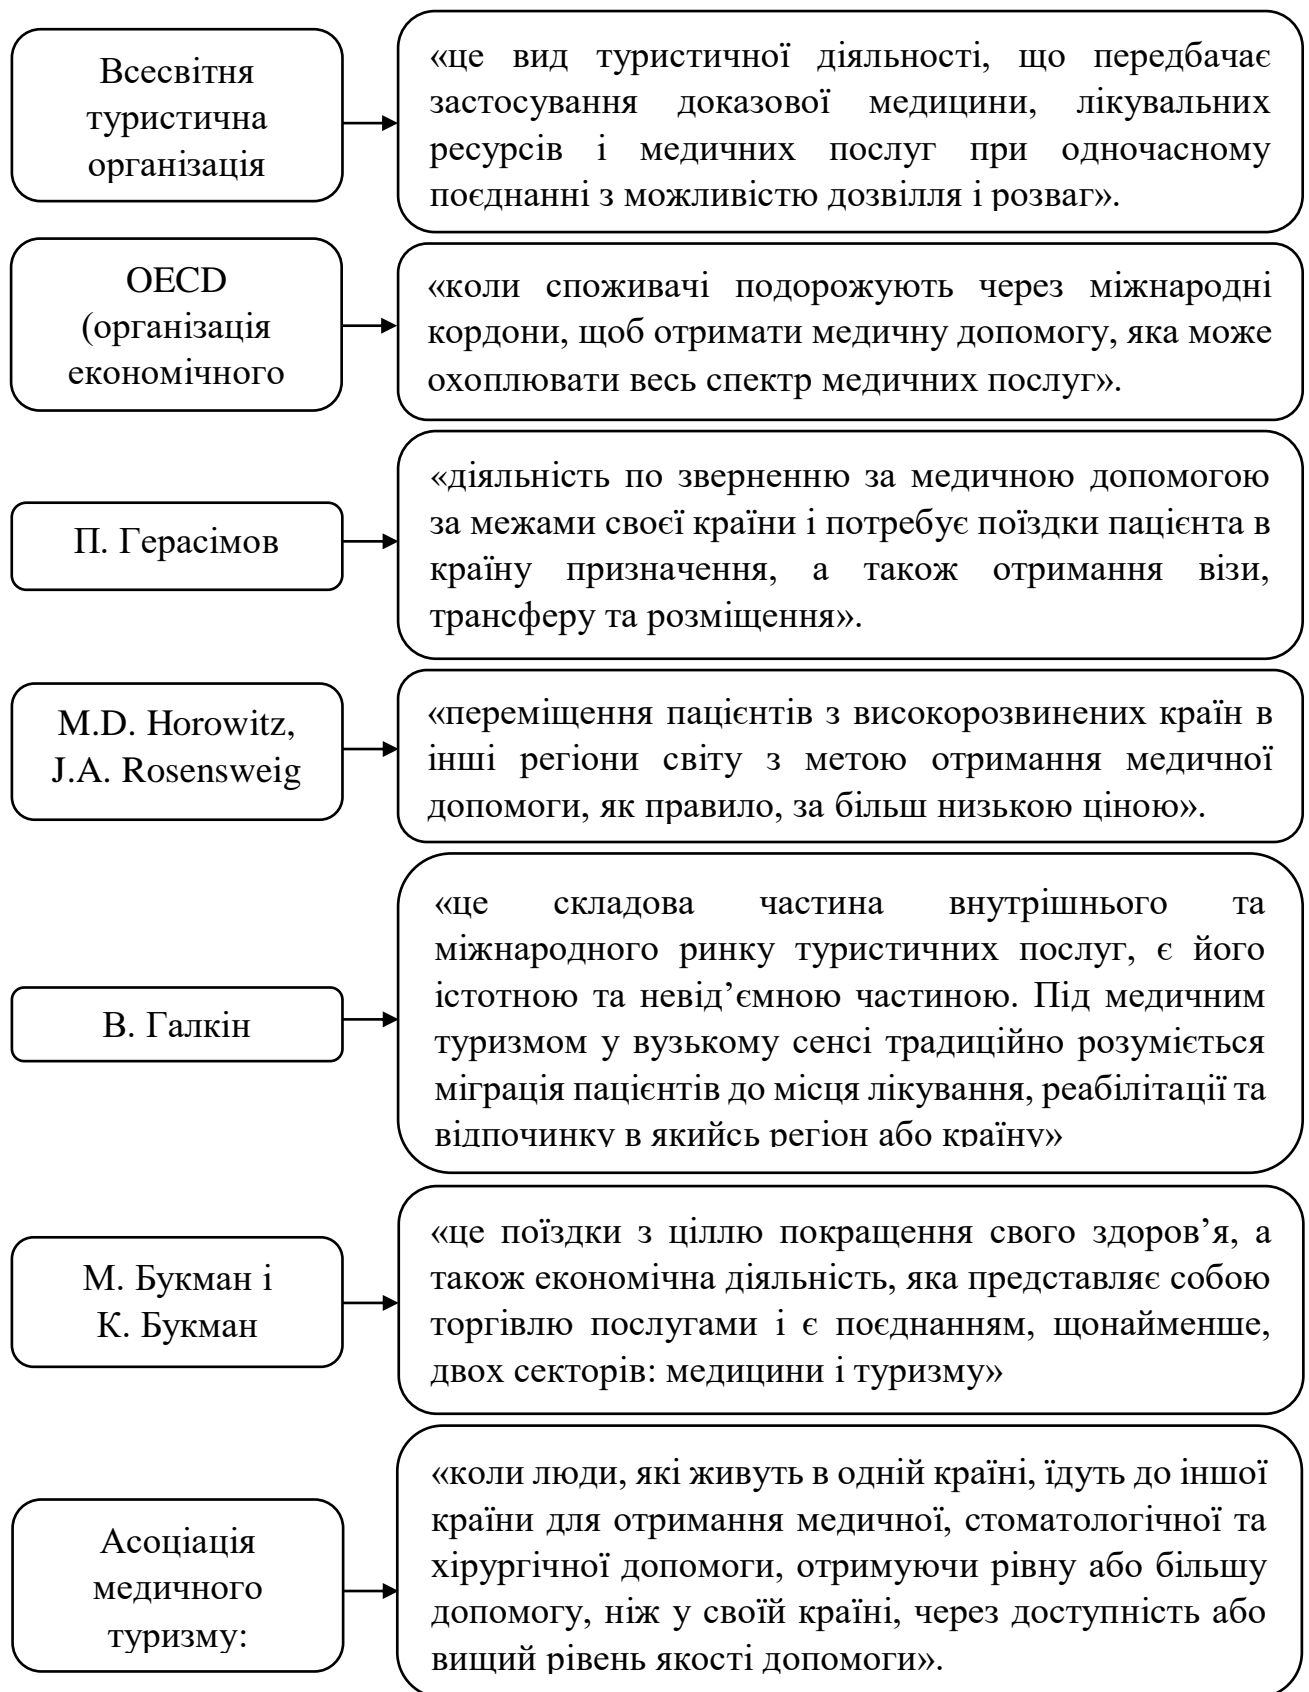 Всесвітня
туристична
організація
«це вид туристичної діяльності, що передбачає
застосування доказової медицини, лікувальних
ресурсів і медичних послуг при одночасному
поєднанні з можливістю дозвілля і розваг».
OECD
(організація
економічного
«коли споживачі подорожують через міжнародні
кордони, щоб отримати медичну допомогу, яка може
охоплювати весь спектр медичних послуг».
П. Герасімов
«діяльність по зверненню за медичною допомогою
за межами своєї країни і потребує поїздки пацієнта в
країну призначення, а також отримання візи,
трансферу та розміщення».
M.D. Horowitz,
J.A. Rosensweig
«переміщення пацієнтів з високорозвинених країн в
інші регіони світу з метою отримання медичної
допомоги, як правило, за більш низькою ціною».
В. Галкін
«це складова частина внутрішнього та
міжнародного ринку туристичних послуг, є його
істотною та невід’ємною частиною. Під медичним
туризмом у вузькому сенсі традиційно розуміється
міграція пацієнтів до місця лікування, реабілітації та
відпочинку в якийсь регіон або країну»
М. Букман і
К. Букман
«це поїздки з ціллю покращення свого здоров’я, а
також економічна діяльність, яка представляє собою
торгівлю послугами і є поєднанням, щонайменше,
двох секторів: медицини і туризму»
Асоціація
медичного
туризму:
«коли люди, які живуть в одній країні, їдуть до іншої
країни для отримання медичної, стоматологічної та
хірургічної допомоги, отримуючи рівну або більшу
допомогу, ніж у своїй країні, через доступність або
вищий рівень якості допомоги».